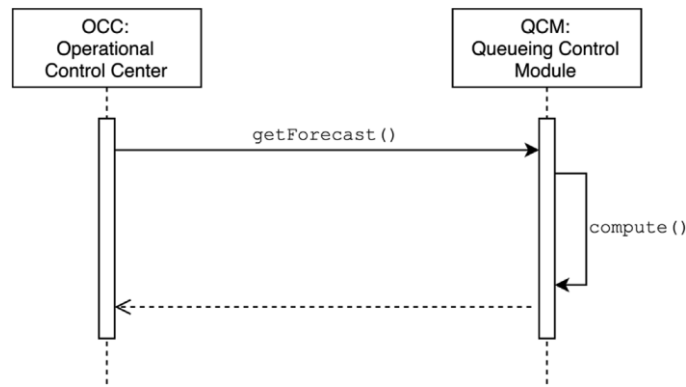 OCC:
Operational
Control Center
QCM:
Queueing Control
Module
getForecast()
compute()